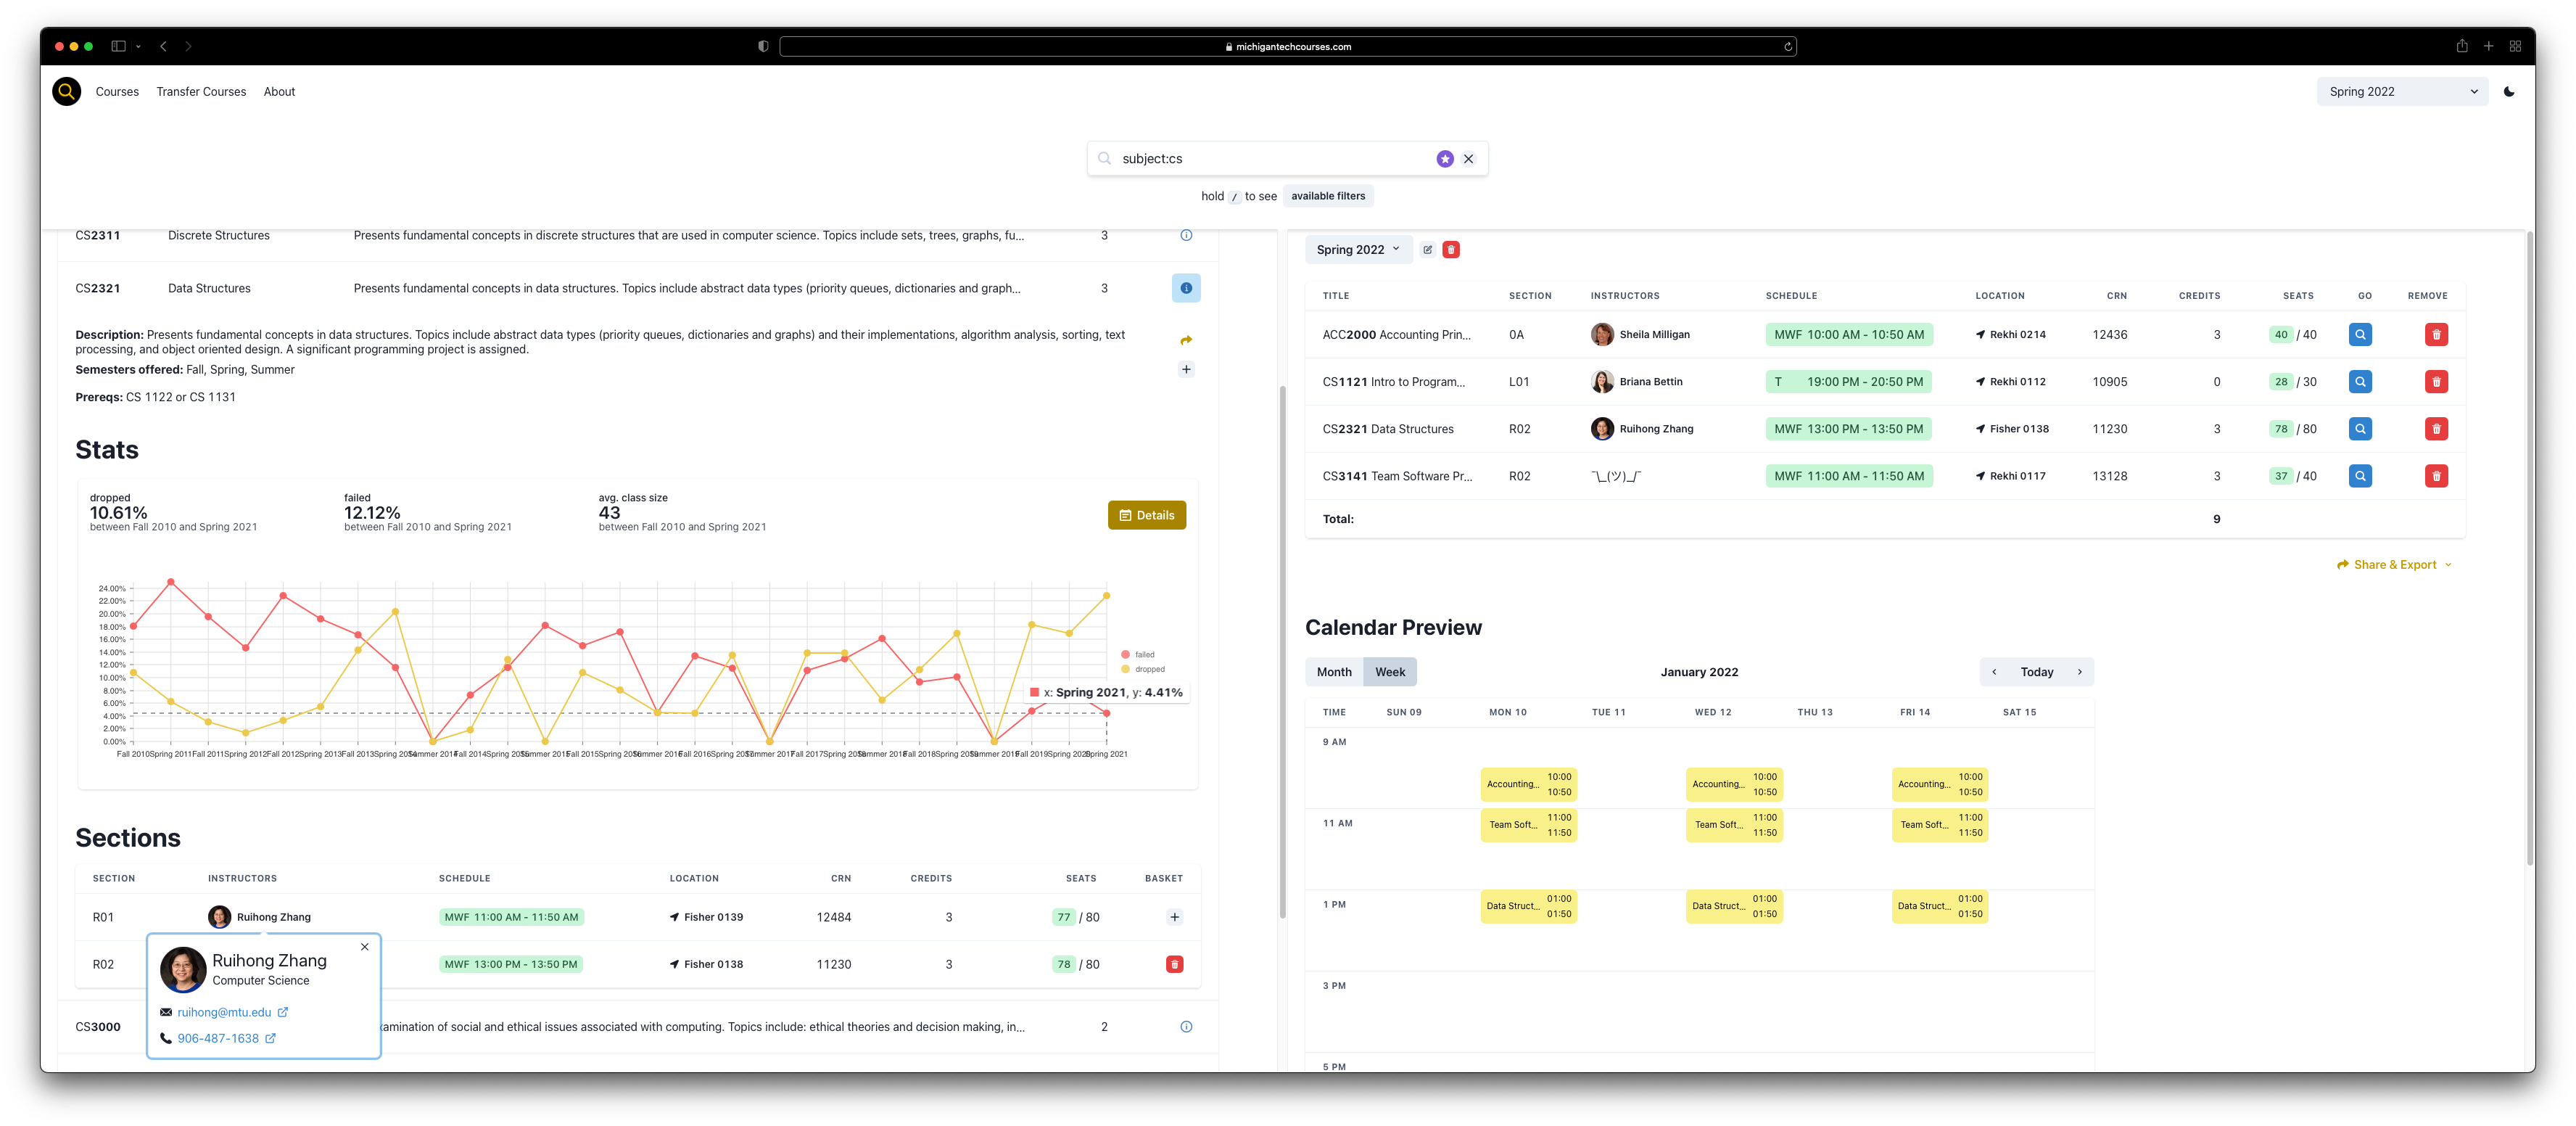 michigantechcourses.com
Courses Transfer Courses About
Spring 2022
subject:cs
hold / to see available filters
CS2311 Discrete Structures Presents fundamental concepts in discrete structures that are used in computer science. Topics include sets, trees, graphs, fu... 3
CS2321 Data Structures Presents fundamental concepts in data structures. Topics include abstract data types (priority queues, dictionaries and graph... 3
Description: Presents fundamental concepts in data structures. Topics include abstract data types (priority queues, dictionaries and graphs) and their implementations, algorithm analysis, sorting, text
processing, and object oriented design. A significant programming project is assigned.
Semesters offered: Fall, Spring, Summer
Prereqs: CS 1122 or CS 1131
Stats
dropped failed avg. class size
10.61% 12.12% 43
between Fall 2010 and Spring 2021 between Fall 2010 and Spring 2021 between Fall 2010 and Spring 2021
Details
24.00%
22.00%
20.00%
18.00%
16.00%
14.00%
12.00%
10.00%
8.00%
6.00%
4.00%
2.00%
0.00%
failed
dropped
x: Spring 2021, y: 4.41%
Fall 2010 Spring 2011 Fall 2011 Spring 2012 Fall 2012 Spring 2013 Fall 2013 Spring 2014 Summer 2014 Fall 2014 Spring 2015 Summer 2015 Fall 2015 Spring 2016 Summer 2016 Fall 2016 Spring 2017 Summer 2017 Fall 2017 Spring 2018 Summer 2018 Fall 2018 Spring 2019 Summer 2019 Fall 2019 Spring 2020 Spring 2021
Sections
SECTION INSTRUCTORS SCHEDULE LOCATION CRN CREDITS SEATS BASKET
R01 Ruihong Zhang MWF 11:00 AM - 11:50 AM Fisher 0139 12484 3 77 / 80
R02 MWF 13:00 PM - 13:50 PM Fisher 0138 11230 3 78 / 80
Ruihong Zhang
Computer Science
ruihong@mtu.edu
906-487-1638
CS3000 amination of social and ethical issues associated with computing. Topics include: ethical theories and decision making, in... 2
Spring 2022
TITLE SECTION INSTRUCTORS SCHEDULE LOCATION CRN CREDITS SEATS GO REMOVE
ACC2000 Accounting Prin... 0A Sheila Milligan MWF 10:00 AM - 10:50 AM Rekhi 0214 12436 3 40 / 40
CS1121 Intro to Program... L01 Briana Bettin T 19:00 PM - 20:50 PM Rekhi 0112 10905 0 28 / 30
CS2321 Data Structures R02 Ruihong Zhang MWF 13:00 PM - 13:50 PM Fisher 0138 11230 3 78 / 80
CS3141 Team Software Pr... R02 ¯\_(ツ)_/¯ MWF 11:00 AM - 11:50 AM Rekhi 0117 13128 3 37 / 40
Total: 9
Share & Export
Calendar Preview
Month Week January 2022 Today
TIME SUN 09 MON 10 TUE 11 WED 12 THU 13 FRI 14 SAT 15
9 AM
Accounting... 10:00 10:50 Accounting... 10:00 10:50 Accounting... 10:00 10:50
11 AM Team Soft... 11:00 11:50 Team Soft... 11:00 11:50 Team Soft... 11:00 11:50
1 PM Data Struct... 01:00 01:50 Data Struct... 01:00 01:50 Data Struct... 01:00 01:50
3 PM
5 PM